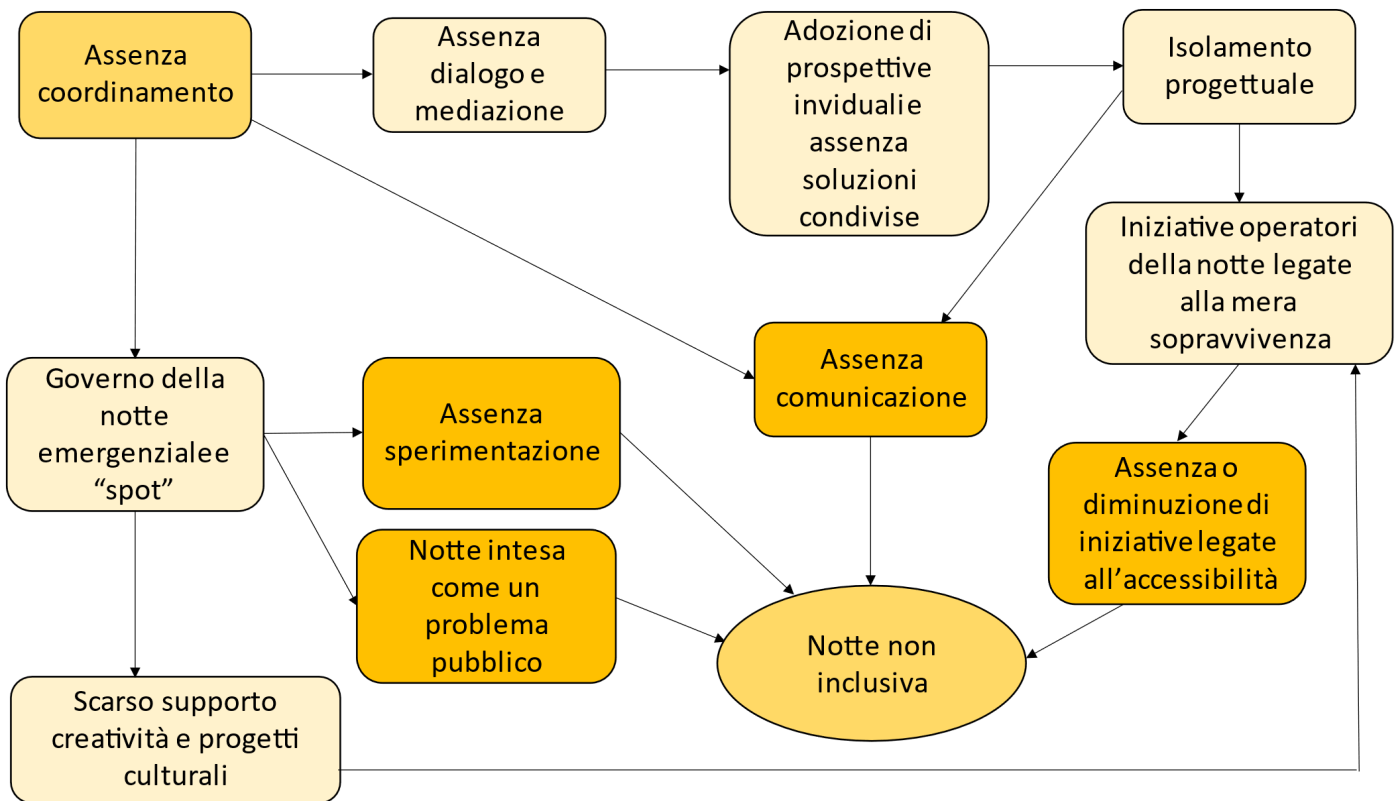 Assenza
coordinamento
Assenza
dialogo e
mediazione
Adozione di
prospettive
inviduali e
assenza
soluzioni
condivise
Isolamento
progettuale
Iniziative operatori
della notte legate
alla mera
sopravvivenza
Governo della
notte
emergenziale e
“spot”
Assenza
sperimentazione
Assenza
comunicazione
Assenza o
diminuzione di
iniziative legate
all’accessibilità
Notte intesa
come un
problema
pubblico
Notte non
inclusiva
Scarso supporto
creatività e progetti
culturali